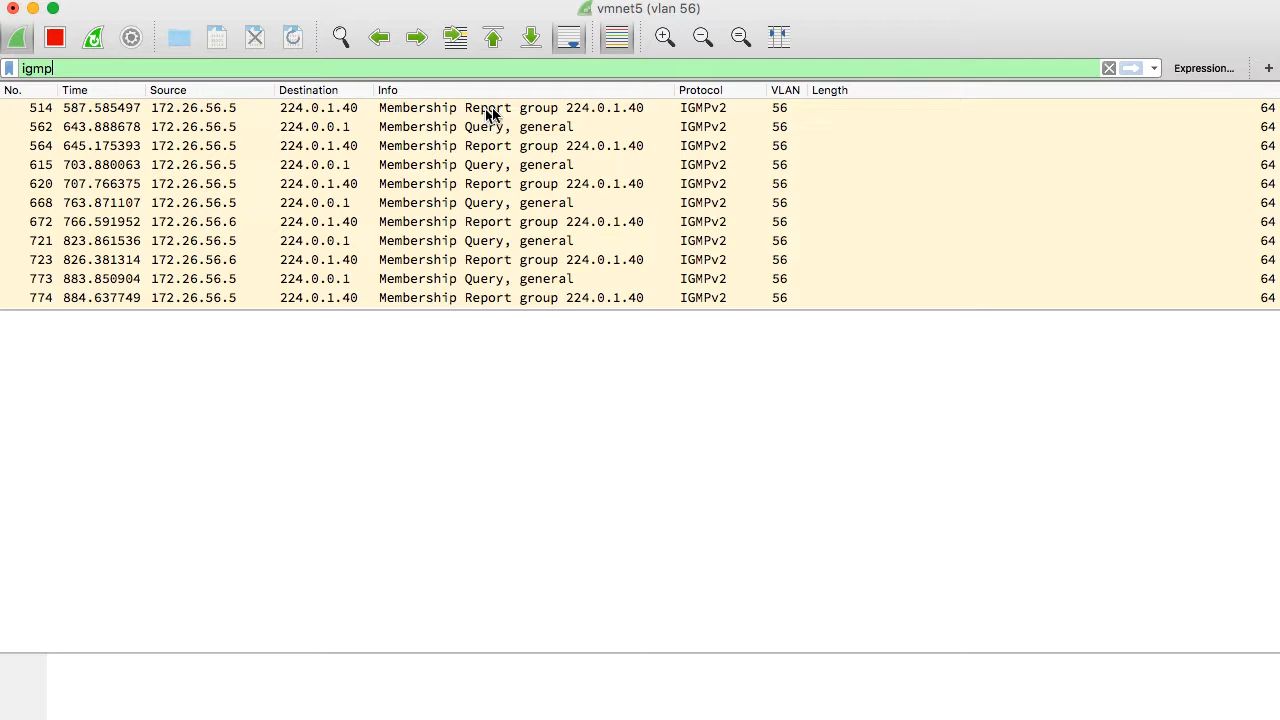 vmnet5 (vlan 56)
igmp Expression... +
No. Time Source Destination Info Protocol VLAN Length
514 587.585497 172.26.56.5 224.0.1.40 Membership Report group 224.0.1.40 IGMPv2 56 64
562 643.888678 172.26.56.5 224.0.0.1 Membership Query, general IGMPv2 56 64
564 645.175393 172.26.56.5 224.0.1.40 Membership Report group 224.0.1.40 IGMPv2 56 64
615 703.880063 172.26.56.5 224.0.0.1 Membership Query, general IGMPv2 56 64
620 707.766375 172.26.56.5 224.0.1.40 Membership Report group 224.0.1.40 IGMPv2 56 64
668 763.871107 172.26.56.5 224.0.0.1 Membership Query, general IGMPv2 56 64
672 766.591952 172.26.56.6 224.0.1.40 Membership Report group 224.0.1.40 IGMPv2 56 64
721 823.861536 172.26.56.5 224.0.0.1 Membership Query, general IGMPv2 56 64
723 826.381314 172.26.56.6 224.0.1.40 Membership Report group 224.0.1.40 IGMPv2 56 64
773 883.850904 172.26.56.5 224.0.0.1 Membership Query, general IGMPv2 56 64
774 884.637749 172.26.56.5 224.0.1.40 Membership Report group 224.0.1.40 IGMPv2 56 64